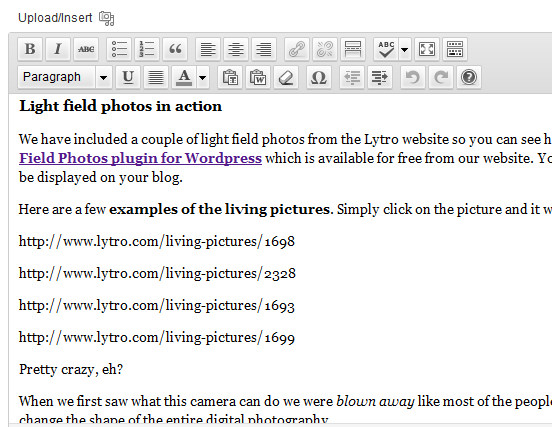 Upload/Insert
B I ABC ABC
Paragraph U A Ω
Light field photos in action
We have included a couple of light field photos from the Lytro website so you can see h
Field Photos plugin for Wordpress which is available for free from our website. Yo
be displayed on your blog.
Here are a few examples of the living pictures. Simply click on the picture and it w
http://www.lytro.com/living-pictures/1698
http://www.lytro.com/living-pictures/2328
http://www.lytro.com/living-pictures/1693
http://www.lytro.com/living-pictures/1699
Pretty crazy, eh?
When we first saw what this camera can do we were blown away like most of the people
change the shape of the entire digital photography